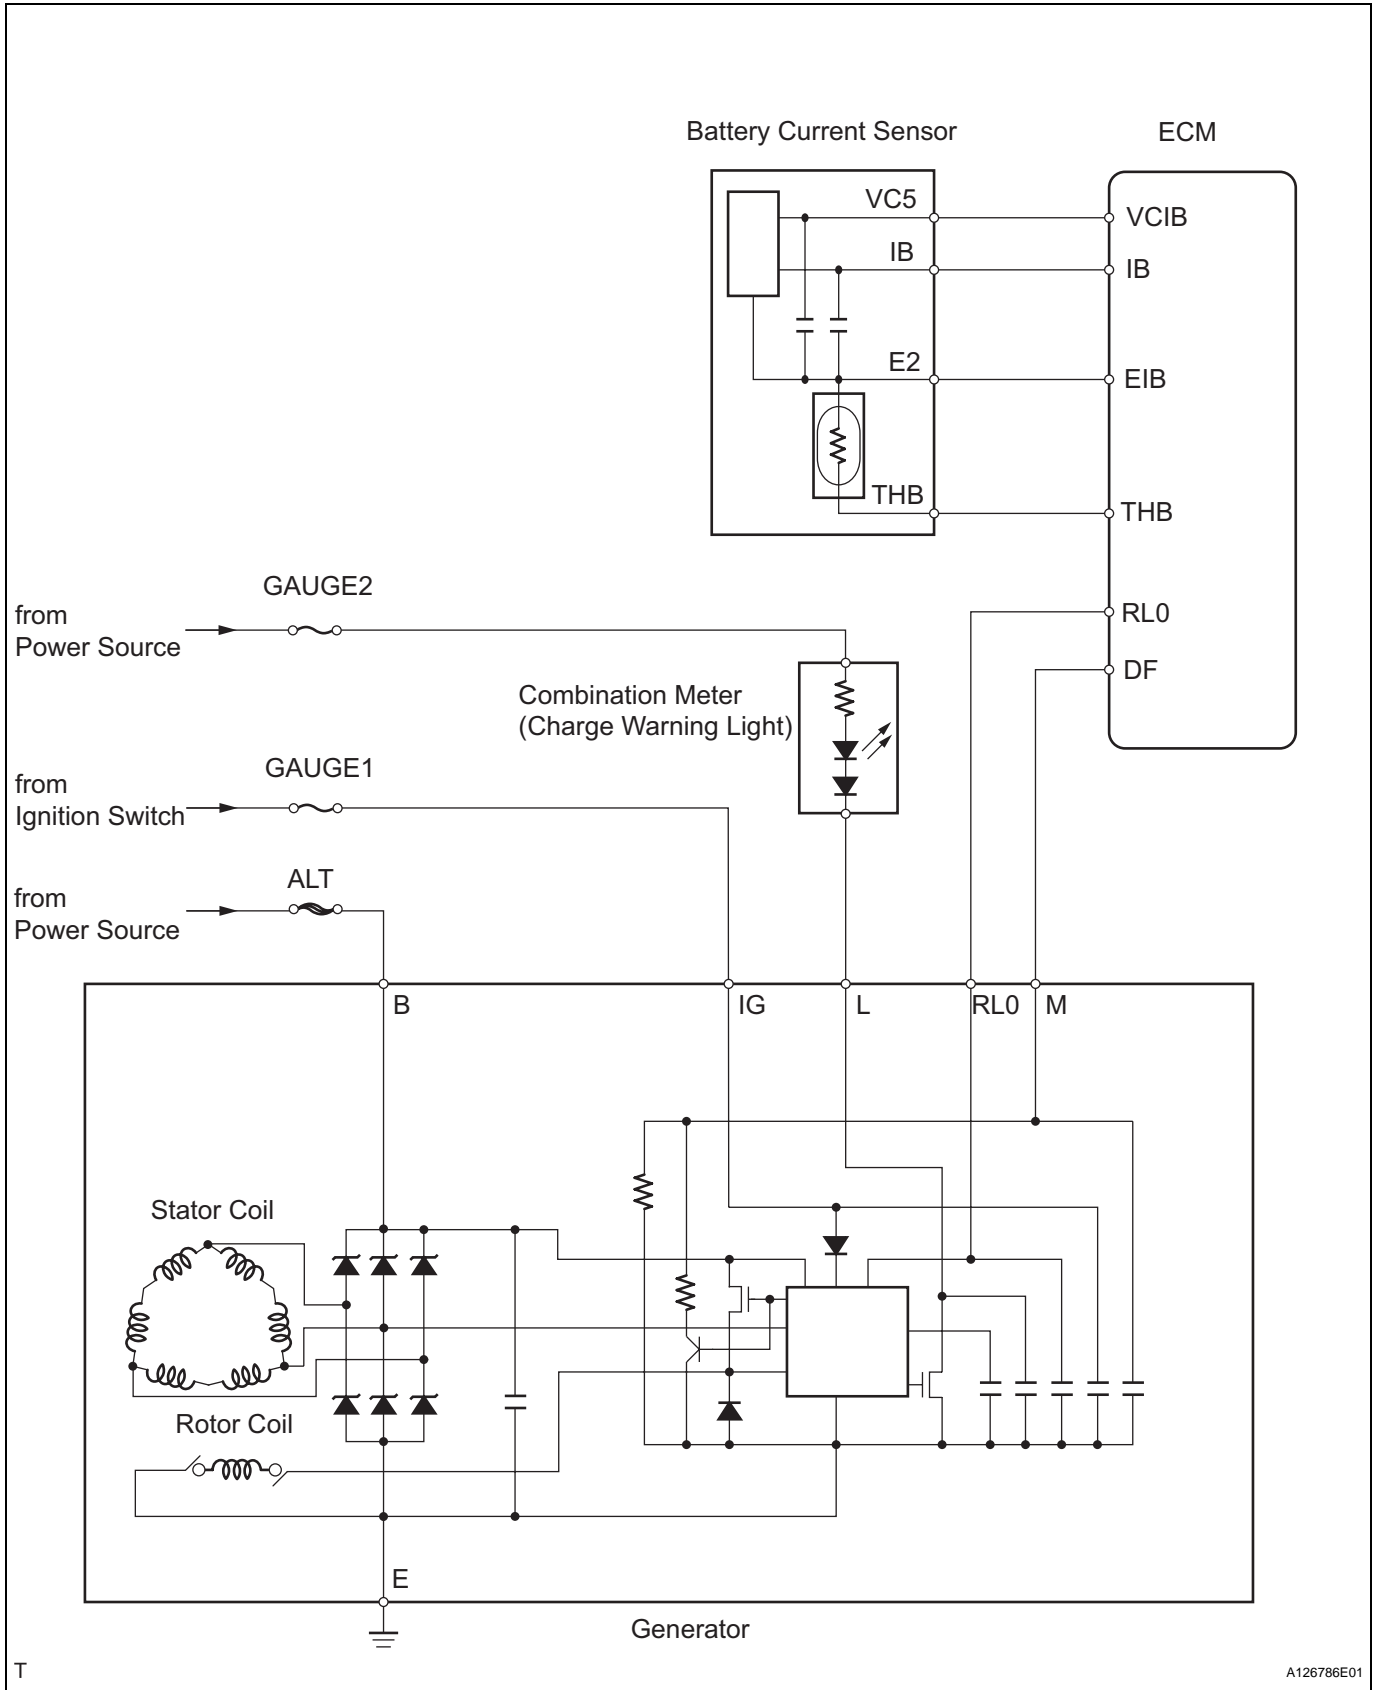 Battery Current Sensor
ECM
VC5
VCIB
IB
IB
E2
EIB
THB
THB
GAUGE2
from
Power Source
RL0
DF
Combination Meter
(Charge Warning Light)
GAUGE1
from
Ignition Switch
ALT
from
Power Source
B
IG
L
RL0
M
Stator Coil
Rotor Coil
E
Generator
T
A126786E01